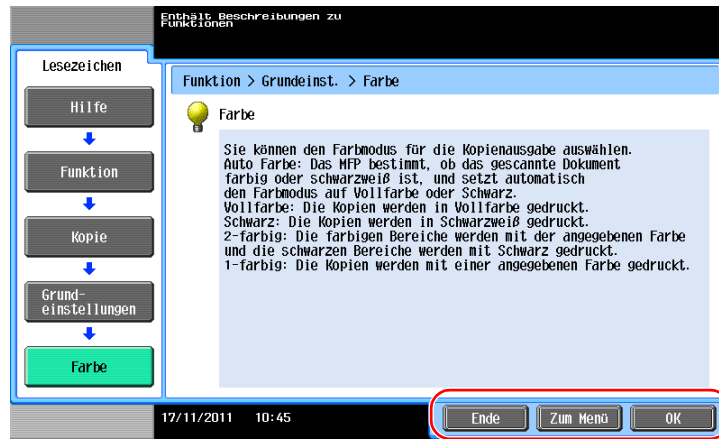 Enthält Beschreibungen zu
Funktionen
Lesezeichen
Hilfe
Funktion
Kopie
Grund-
einstellungen
Farbe
Funktion > Grundeinst. > Farbe
Farbe
Sie können den Farbmodus für die Kopienausgabe auswählen.
Auto Farbe: Das MFP bestimmt, ob das gescannte Dokument
farbig oder schwarzweiß ist, und setzt automatisch
den Farbmodus auf Vollfarbe oder Schwarz.
Vollfarbe: Die Kopien werden in Vollfarbe gedruckt.
Schwarz: Die Kopien werden in Schwarzweiß gedruckt.
2-farbig: Die farbigen Bereiche werden mit der angegebenen Farbe
und die schwarzen Bereiche werden mit Schwarz gedruckt.
1-farbig: Die Kopien werden mit einer angegebenen Farbe gedruckt.
17/11/2011 10:45
Ende
Zum Menü
OK